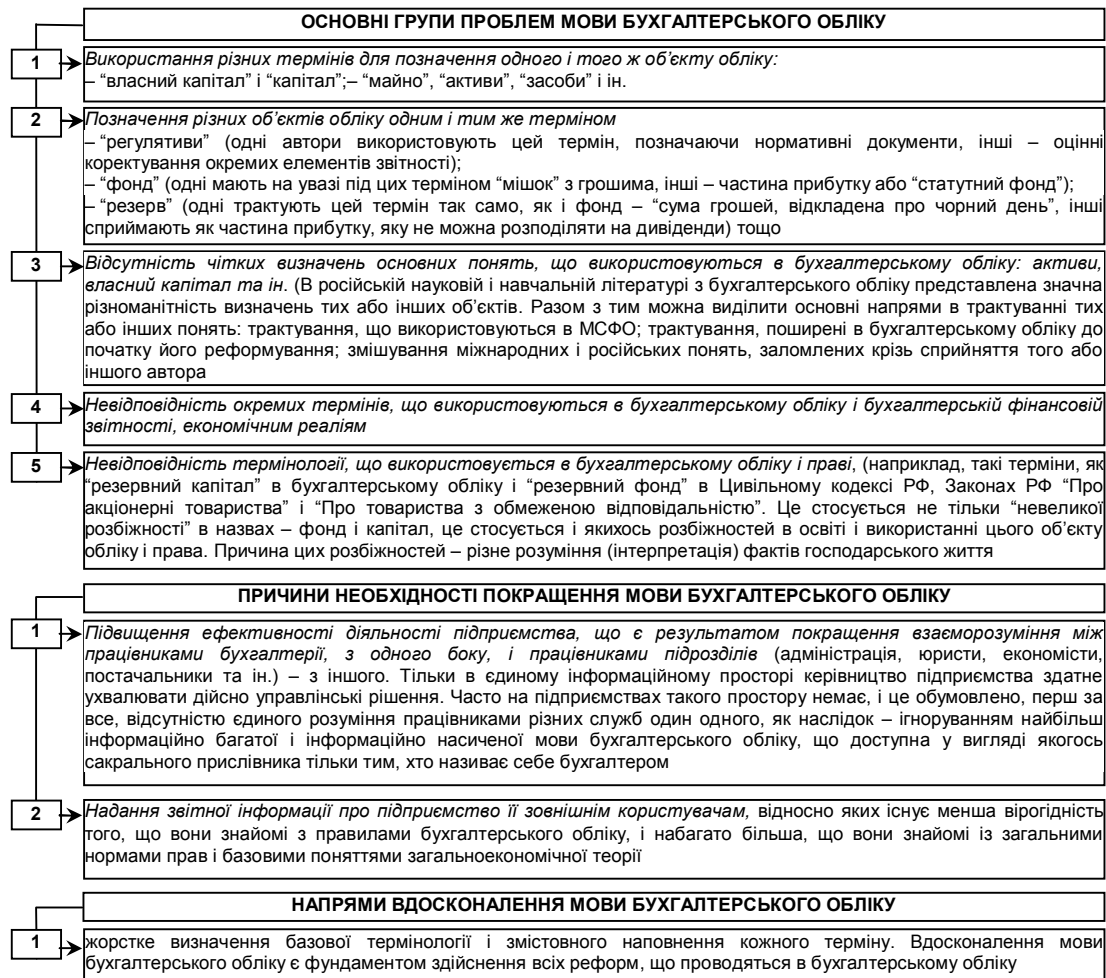 ОСНОВНІ ГРУПИ ПРОБЛЕМ МОВИ БУХГАЛТЕРСЬКОГО ОБЛІКУ
1
Використання різних термінів для позначення одного і того ж об’єкту обліку:
– “власний капітал” і “капітал”;– “майно”, “активи”, “засоби” і ін.
2
Позначення різних об’єктів обліку одним і тим же терміном
– “регулятиви” (одні автори використовують цей термін, позначаючи нормативні документи, інші – оцінні
коректування окремих елементів звітності);
– “фонд” (одні мають на увазі під цих терміном “мішок” з грошима, інші – частина прибутку або “статутний фонд”);
– “резерв” (одні трактують цей термін так само, як і фонд – “сума грошей, відкладена про чорний день”, інші
сприймають як частина прибутку, яку не можна розподіляти на дивіденди) тощо
3
Відсутність чітких визначень основних понять, що використовуються в бухгалтерському обліку: активи,
власний капітал та ін. (В російській науковій і навчальній літературі з бухгалтерського обліку представлена значна
різноманітність визначень тих або інших об’єктів. Разом з тим можна виділити основні напрями в трактуванні тих
або інших понять: трактування, що використовуються в МСФО; трактування, поширені в бухгалтерському обліку до
початку його реформування; змішування міжнародних і російських понять, заломлених крізь сприйняття того або
іншого автора
4
Невідповідність окремих термінів, що використовуються в бухгалтерському обліку і бухгалтерській фінансовій
звітності, економічним реаліям
5
Невідповідність термінології, що використовується в бухгалтерському обліку і праві, (наприклад, такі терміни, як
“резервний капітал” в бухгалтерському обліку і “резервний фонд” в Цивільному кодексі РФ, Законах РФ “Про
акціонерні товариства” і “Про товариства з обмеженою відповідальністю”. Це стосується не тільки “невеликої
розбіжності” в назвах – фонд і капітал, це стосується і якихось розбіжностей в освіті і використанні цього об’єкту
обліку і права. Причина цих розбіжностей – різне розуміння (інтерпретація) фактів господарського життя
ПРИЧИНИ НЕОБХІДНОСТІ ПОКРАЩЕННЯ МОВИ БУХГАЛТЕРСЬКОГО ОБЛІКУ
1
Підвищення ефективності діяльності підприємства, що є результатом покращення взаєморозуміння між
працівниками бухгалтерії, з одного боку, і працівниками підрозділів (адміністрація, юристи, економісти,
постачальники та ін.) – з іншого. Тільки в єдиному інформаційному просторі керівництво підприємства здатне
ухвалювати дійсно управлінські рішення. Часто на підприємствах такого простору немає, і це обумовлено, перш за
все, відсутністю єдиного розуміння працівниками різних служб один одного, як наслідок – ігноруванням найбільш
інформаційно багатої і інформаційно насиченої мови бухгалтерського обліку, що доступна у вигляді якогось
сакрального прислівника тільки тим, хто називає себе бухгалтером
2
Надання звітної інформації про підприємство її зовнішнім користувачам, відносно яких існує менша вірогідність
того, що вони знайомі з правилами бухгалтерського обліку, і набагато більша, що вони знайомі із загальними
нормами прав і базовими поняттями загальноекономічної теорії
НАПРЯМИ ВДОСКОНАЛЕННЯ МОВИ БУХГАЛТЕРСЬКОГО ОБЛІКУ
1
жорстке визначення базової термінології і змістовного наповнення кожного терміну. Вдосконалення мови
бухгалтерського обліку є фундаментом здійснення всіх реформ, що проводяться в бухгалтерському обліку